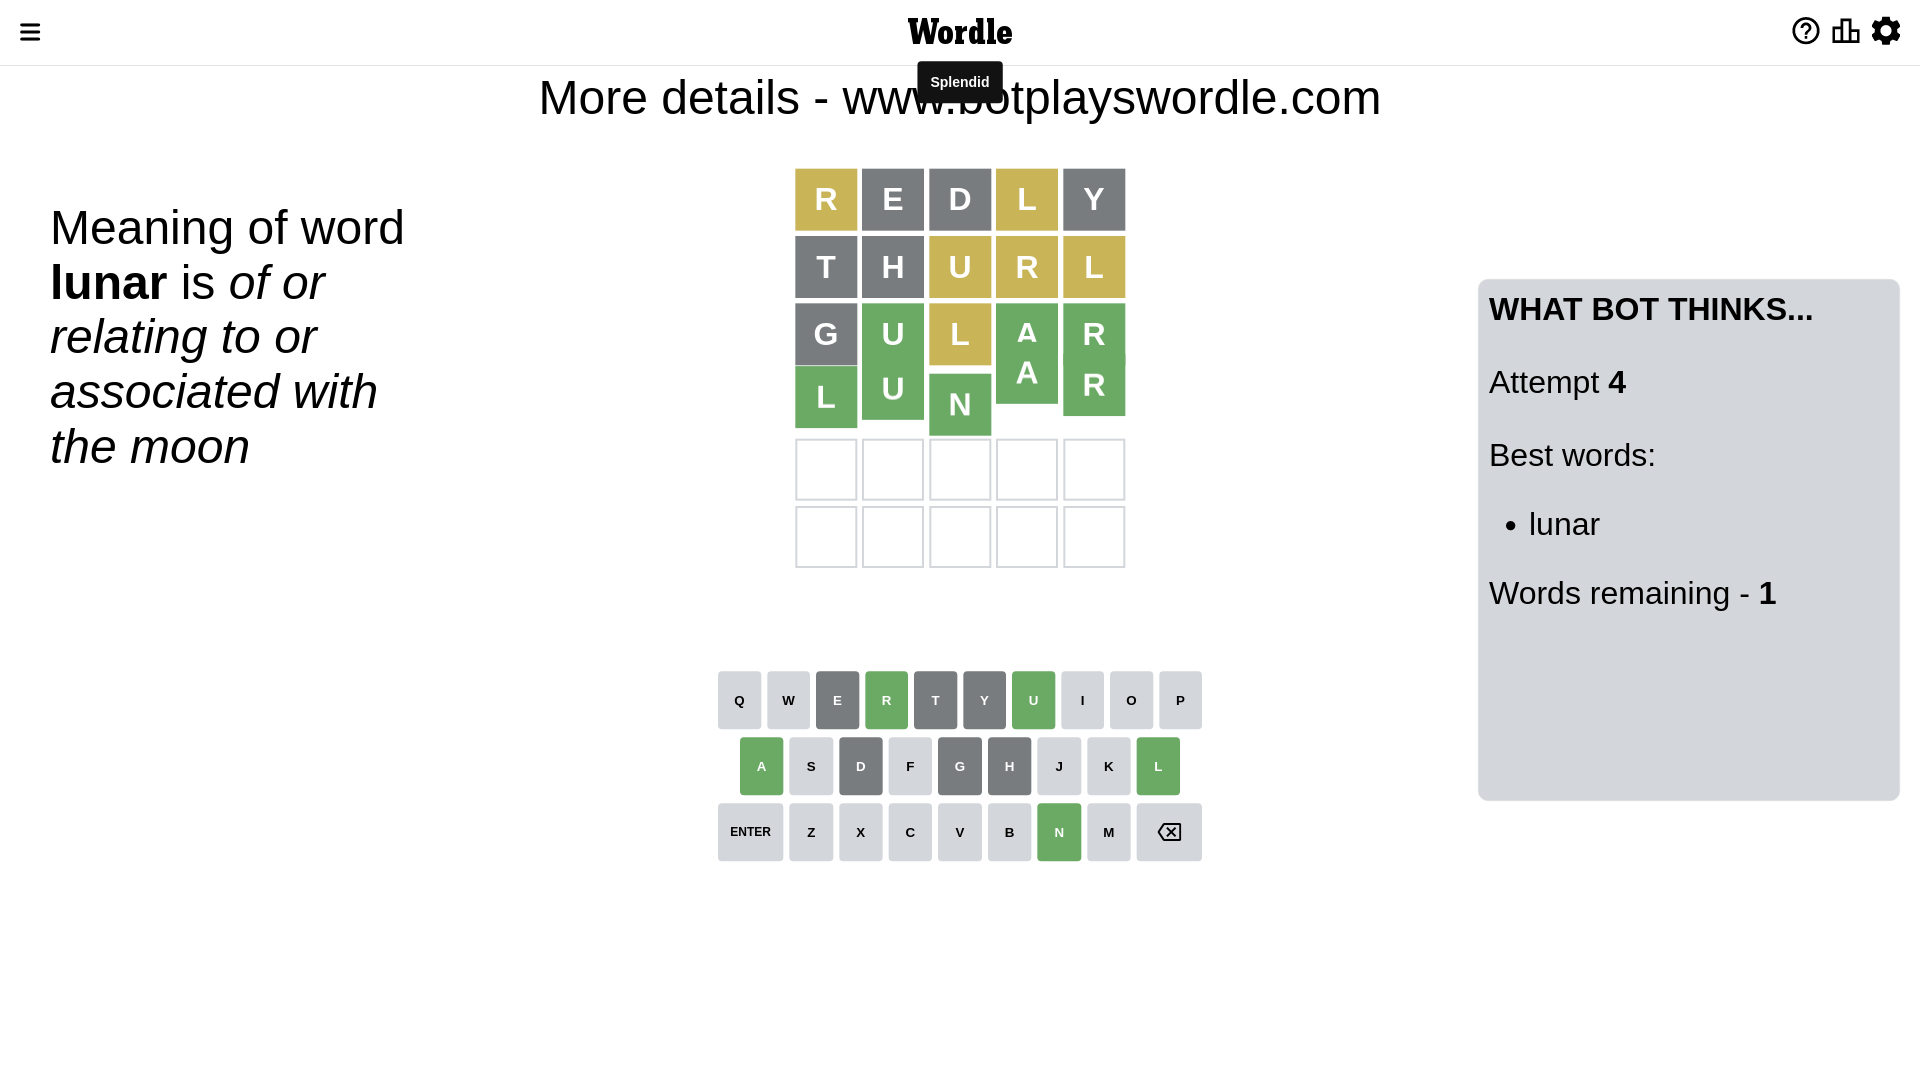 Wordle
Splendid
More details - www.botplayswordle.com
Meaning of word
lunar is of or
relating to or
associated with
the moon
R E D L Y
T H U R L
G U L A R
L U N A R
WHAT BOT THINKS...
Attempt 4
Best words:
• lunar
Words remaining - 1
Q W E R T Y U I O P
A S D F G H J K L
ENTER Z X C V B N M